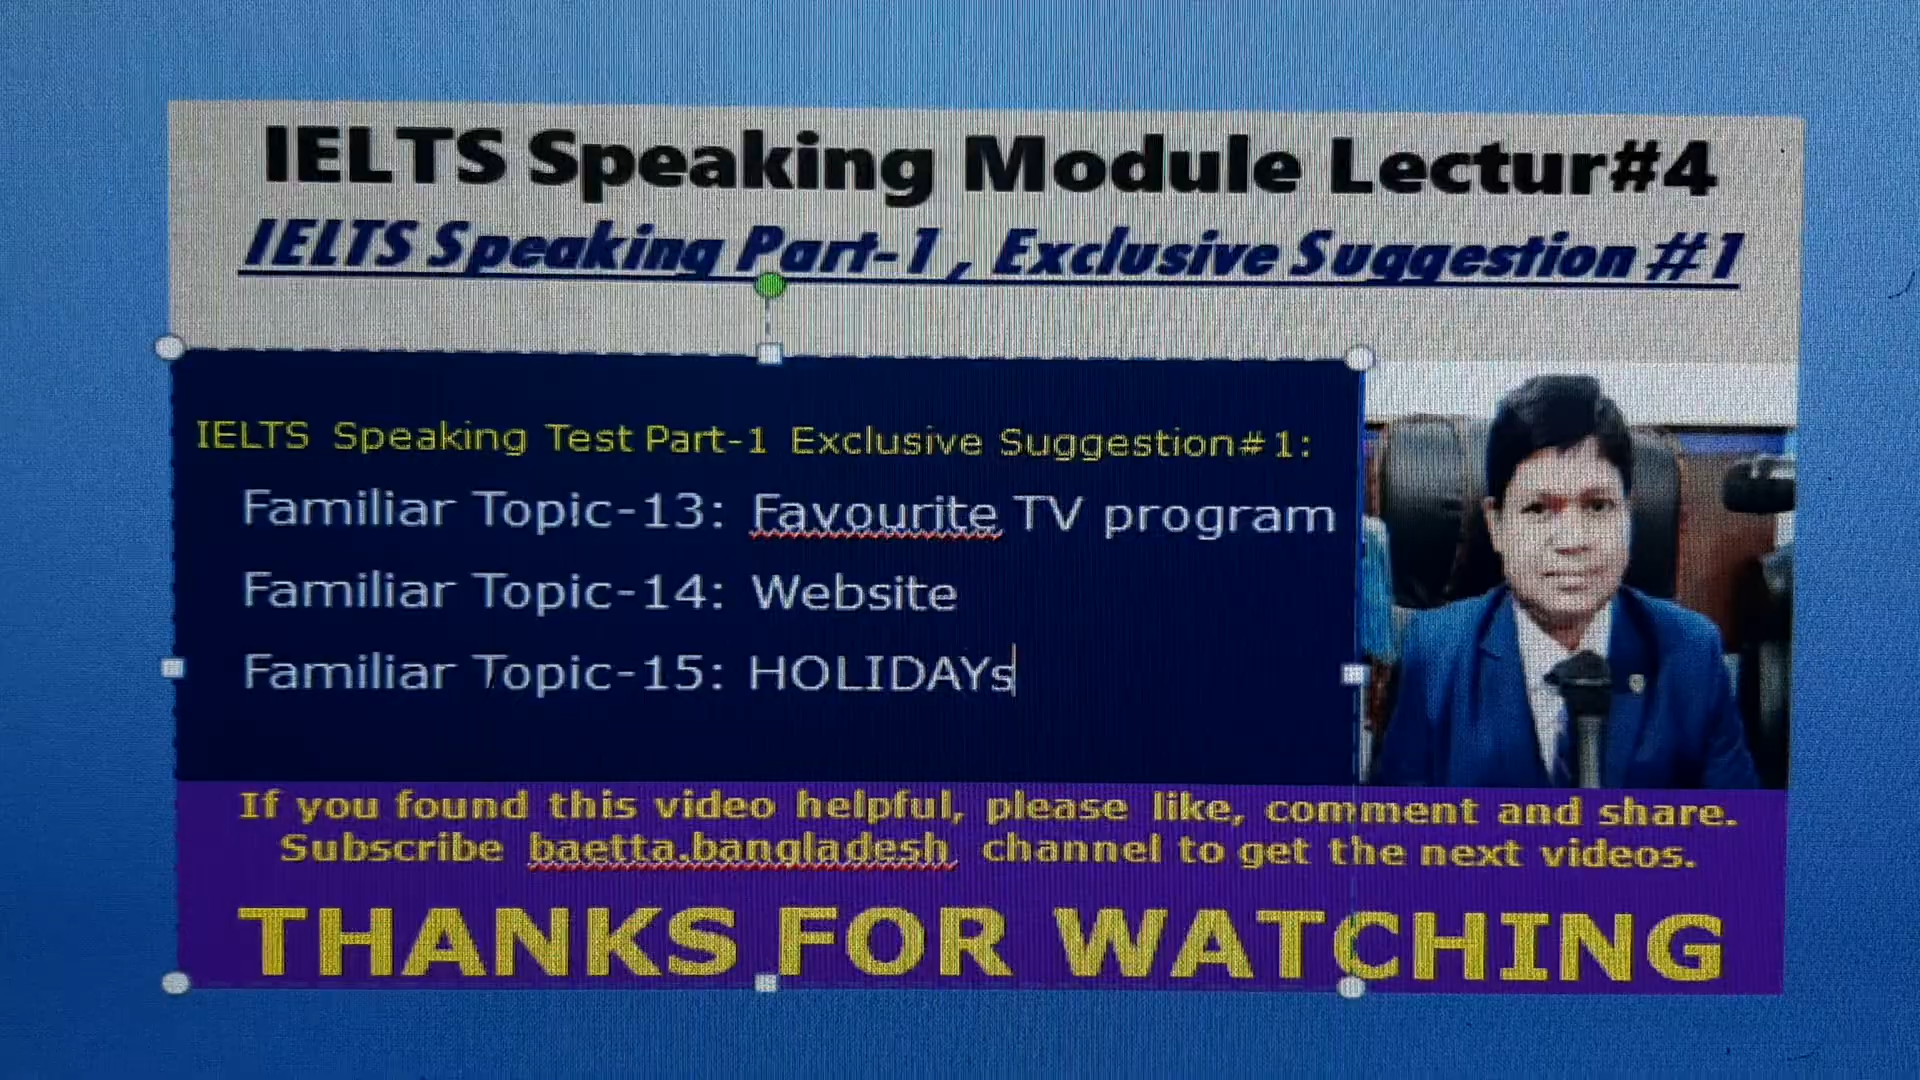 IELTS Speaking Module Lectur#4
IELTS Speaking Part-1 , Exclusive Suggestion #1
IELTS Speaking Test Part-1 Exclusive Suggestion#1:
Familiar Topic-13: Favourite TV program
Familiar Topic-14: Website
Familiar Topic-15: HOLIDAYs
If you found this video helpful, please like, comment and share.
Subscribe baetta.bangladesh channel to get the next videos.
THANKS FOR WATCHING